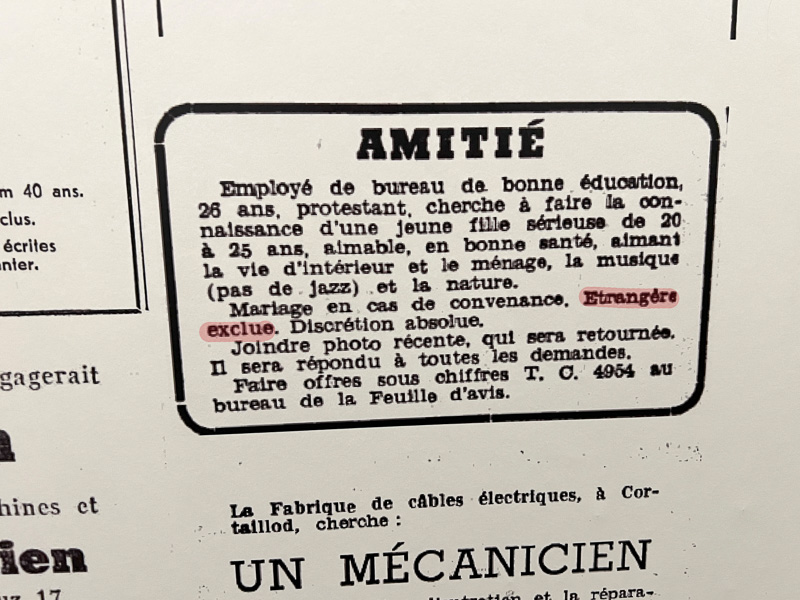 m 40 ans.
clus.
écrites
nier.
gagerait
hines et
ien
AMITIÉ
Employé de bureau de bonne éducation,
26 ans, protestant, cherche à faire la con-
naissance d'une jeune fille sérieuse de 20
à 25 ans, aimable, en bonne santé, aimant
la vie d'intérieur et le ménage, la musique
(pas de jazz) et la nature.
Mariage en cas de convenance. Etrangère
exclue. Discrétion absolue.
Joindre photo récente, qui sera retournée.
Il sera répondu à toutes les demandes.
Faire offres sous chiffres T. C. 4954 au
bureau de la Feuille d'avis.
La Fabrique de câbles électriques, à Cor-
taillod, cherche :
UN MÉCANICIEN
et la répara-